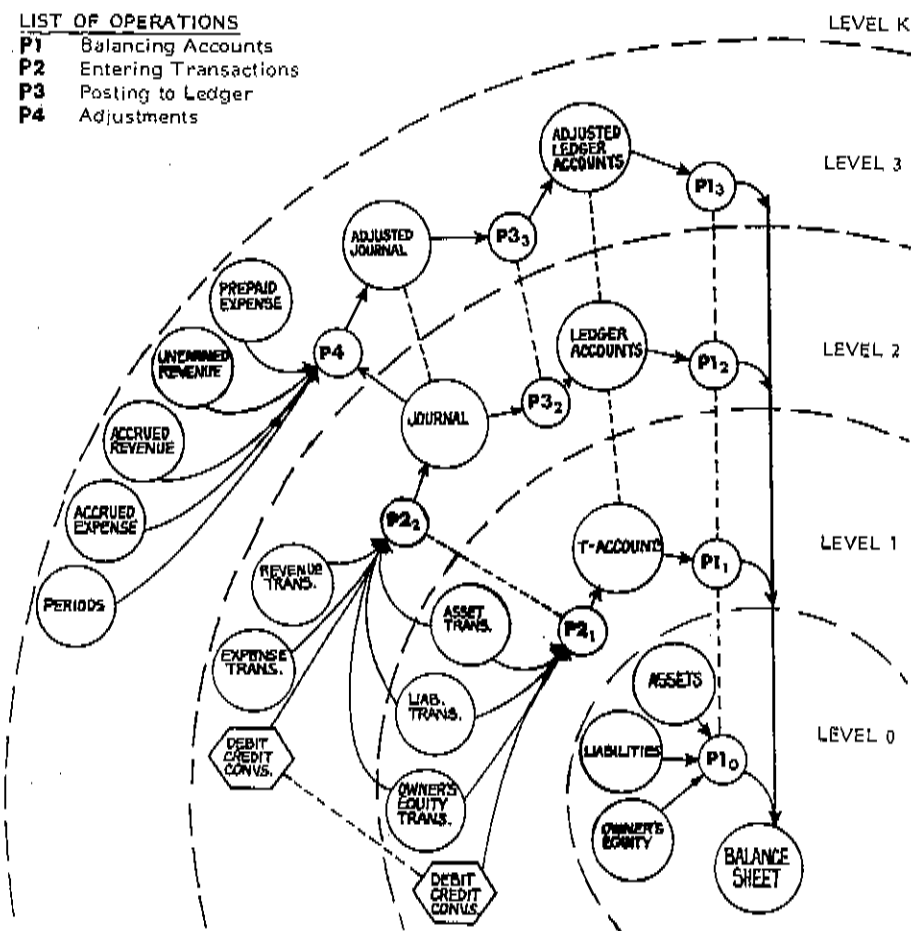 LIST OF OPERATIONS
P1 Balancing Accounts
P2 Entering Transactions
P3 Posting to Ledger
P4 Adjustments
LEVEL K
LEVEL 3
ADJUSTED
LEDGER
ACCOUNTS
P1₃
ADJUSTED
JOURNAL
P3₃
PREPAID
EXPENSE
P4
UNEARNED
REVENUE
LEDGER
ACCOUNTS
P1₂
LEVEL 2
P3₂
JOURNAL
ACCRUED
REVENUE
ACCRUED
EXPENSE
P2₂
T-ACCOUNTS
P1₁
LEVEL 1
REVENUE
TRANS.
PERIODS
ASSET
TRANS.
P2₁
EXPENSE
TRANS.
LIAB.
TRANS.
ASSETS
LEVEL 0
DEBIT
CREDIT
CONVS.
LIABILITIES
P1₀
OWNER'S
EQUITY
TRANS.
OWNER'S
EQUITY
BALANCE
SHEET
DEBIT
CREDIT
CONVS.